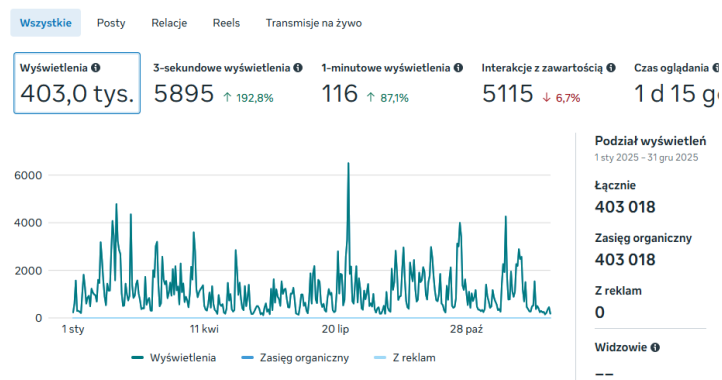 Wszystkie Posty Relacje Reels Transmisje na żywo
Wyświetlenia 3-sekundowe wyświetlenia 1-minutowe wyświetlenia Interakcje z zawartością Czas oglądania
403,0 tys. 5895 ↑ 192,8% 116 ↑ 87,1% 5115 ↓ 6,7% 1 d 15 g
Podział wyświetleń
1 sty 2025 – 31 gru 2025
Łącznie
403 018
Zasięg organiczny
403 018
Z reklam
0
Widzowie
--
6000
4000
2000
0
1 sty 11 kwi 20 lip 28 paź
Wyświetlenia Zasięg organiczny Z reklam